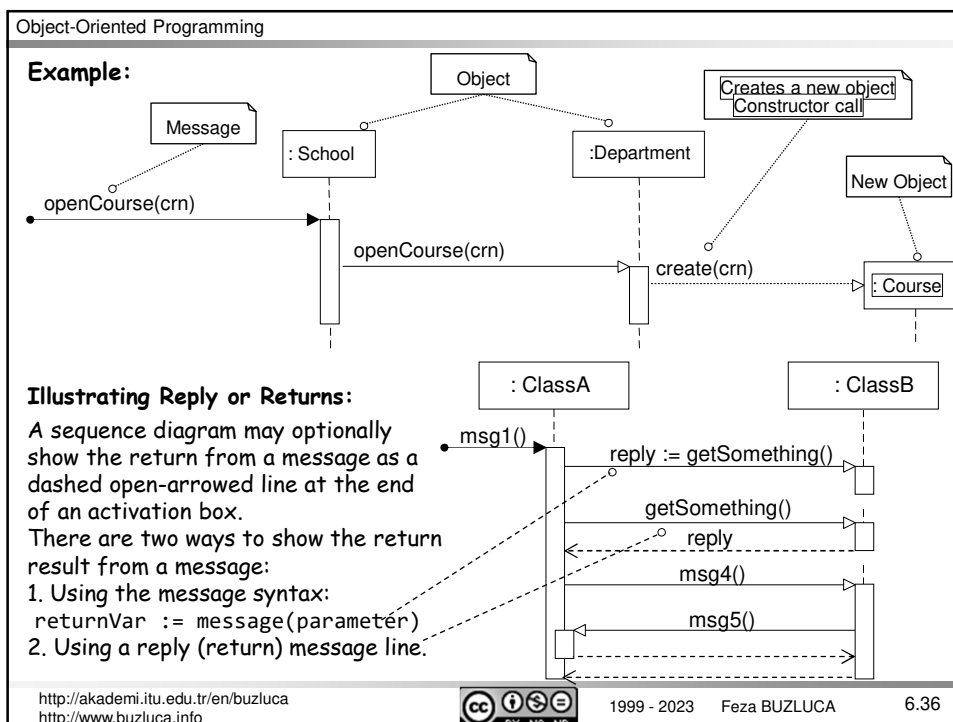 Object-Oriented Programming
Example:
Object
Creates a new object
Constructor call
Message
: School
:Department
New Object
openCourse(crn)
openCourse(crn)
create(crn)
: Course
Illustrating Reply or Returns:
A sequence diagram may optionally
show the return from a message as a
dashed open-arrowed line at the end
of an activation box.
There are two ways to show the return
result from a message:
1. Using the message syntax:
returnVar := message(parameter)
2. Using a reply (return) message line.
: ClassA
: ClassB
msg1()
reply := getSomething()
getSomething()
reply
msg4()
msg5()
http://akademi.itu.edu.tr/en/buzluca
http://www.buzluca.info
cc
BY NC ND
1999 - 2023
Feza BUZLUCA
6.36